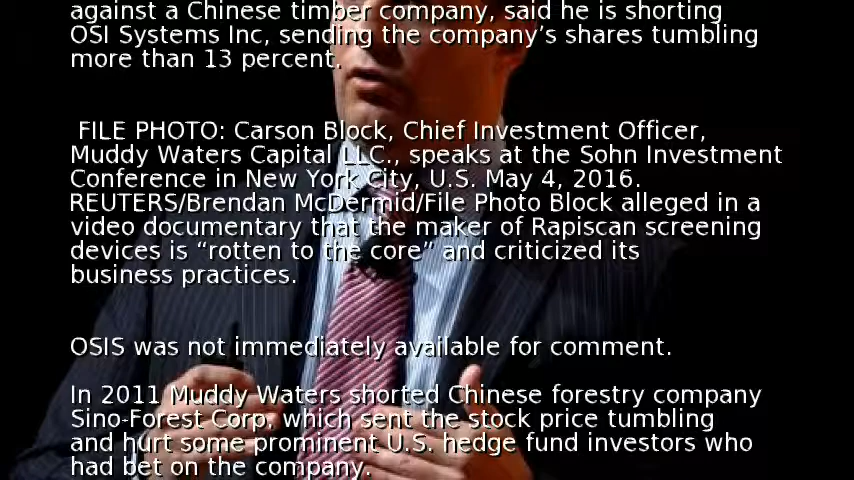 against a Chinese timber company, said he is shorting
OSI Systems Inc, sending the company’s shares tumbling
more than 13 percent.
FILE PHOTO: Carson Block, Chief Investment Officer,
Muddy Waters Capital LLC., speaks at the Sohn Investment
Conference in New York City, U.S. May 4, 2016.
REUTERS/Brendan McDermid/File Photo Block alleged in a
video documentary that the maker of Rapiscan screening
devices is “rotten to the core” and criticized its
business practices.
OSIS was not immediately available for comment.
In 2011 Muddy Waters shorted Chinese forestry company
Sino-Forest Corp, which sent the stock price tumbling
and hurt some prominent U.S. hedge fund investors who
had bet on the company.